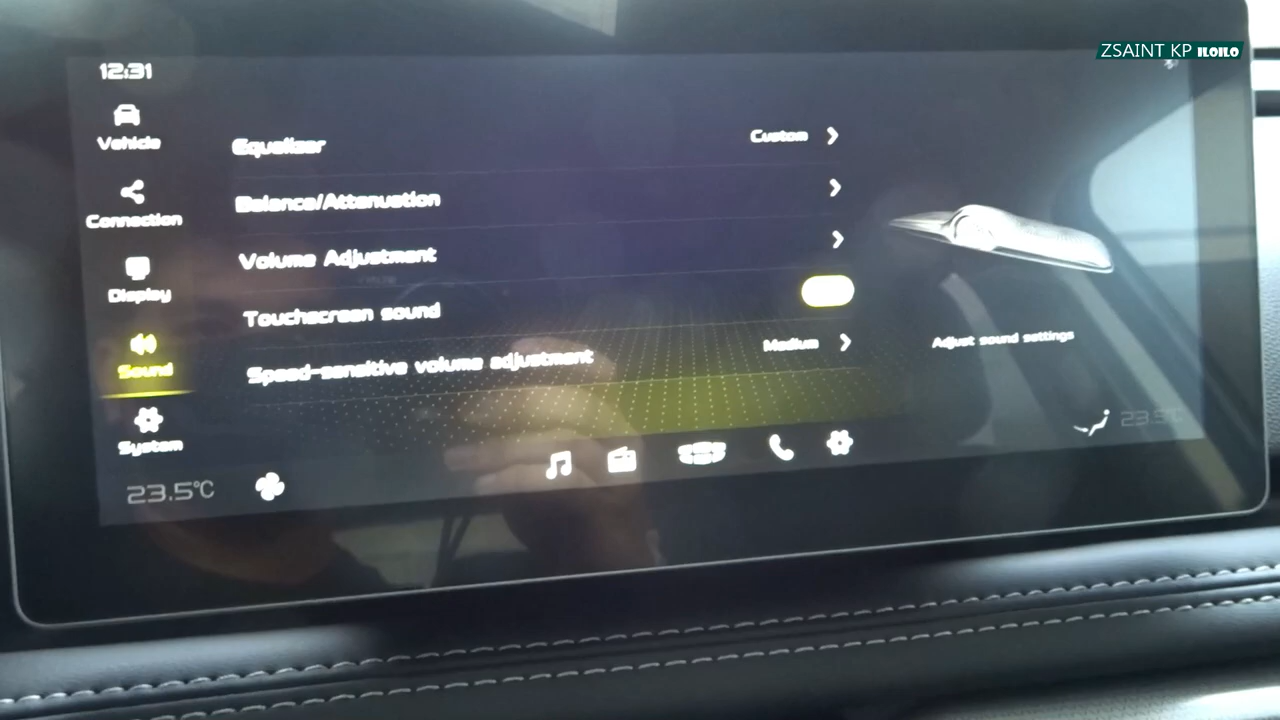 ZSAINT KP ILOILO
12:31
Vehicle
Connection
Display
Sound
System
Equalizer
Custom
Balance/Attenuation
Volume Adjustment
Touchscreen sound
Speed-sensitive volume adjustment
Medium
Adjust sound settings
23.5°C
23.5